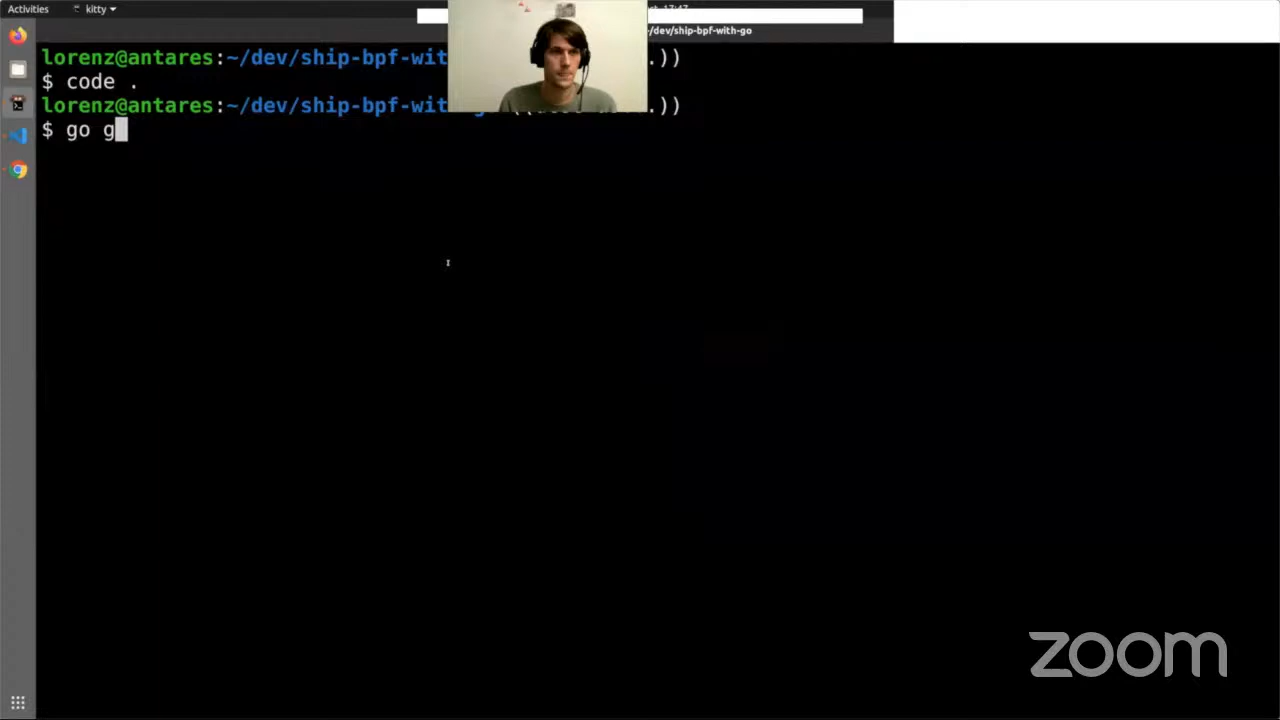 Activities kitty
/dev/ship-bpf-with-go
lorenz@antares:~/dev/ship-bpf-wit .))
$ code .
lorenz@antares:~/dev/ship-bpf-wit .))
$ go g
zoom